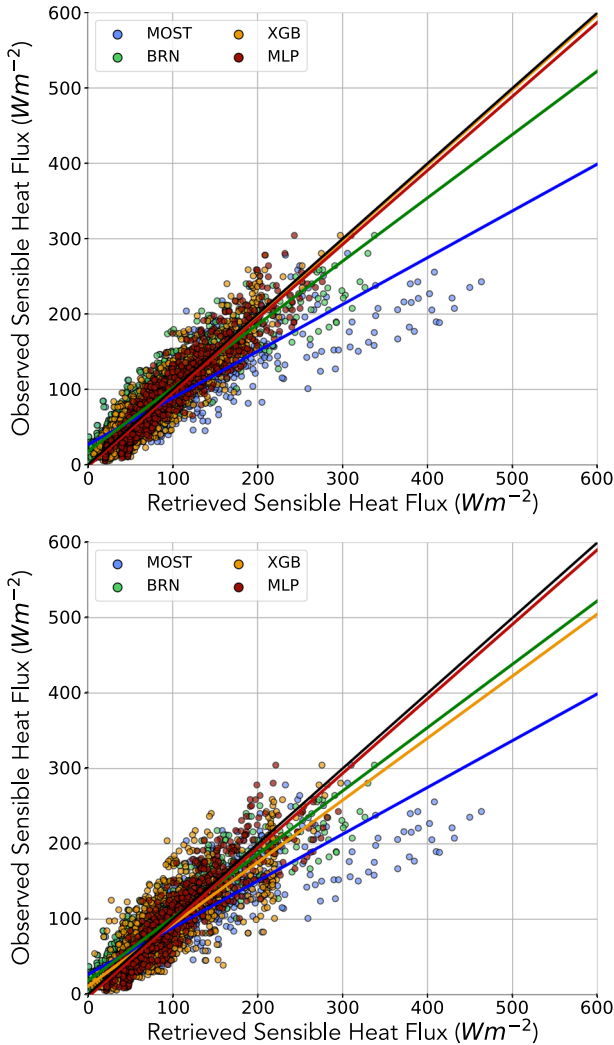 600
500
400
300
200
100
0
Observed Sensible Heat Flux (Wm⁻²)
MOST XGB
BRN MLP
0 100 200 300 400 500 600
Retrieved Sensible Heat Flux (Wm⁻²)
600
500
400
300
200
100
0
Observed Sensible Heat Flux (Wm⁻²)
MOST XGB
BRN MLP
0 100 200 300 400 500 600
Retrieved Sensible Heat Flux (Wm⁻²)